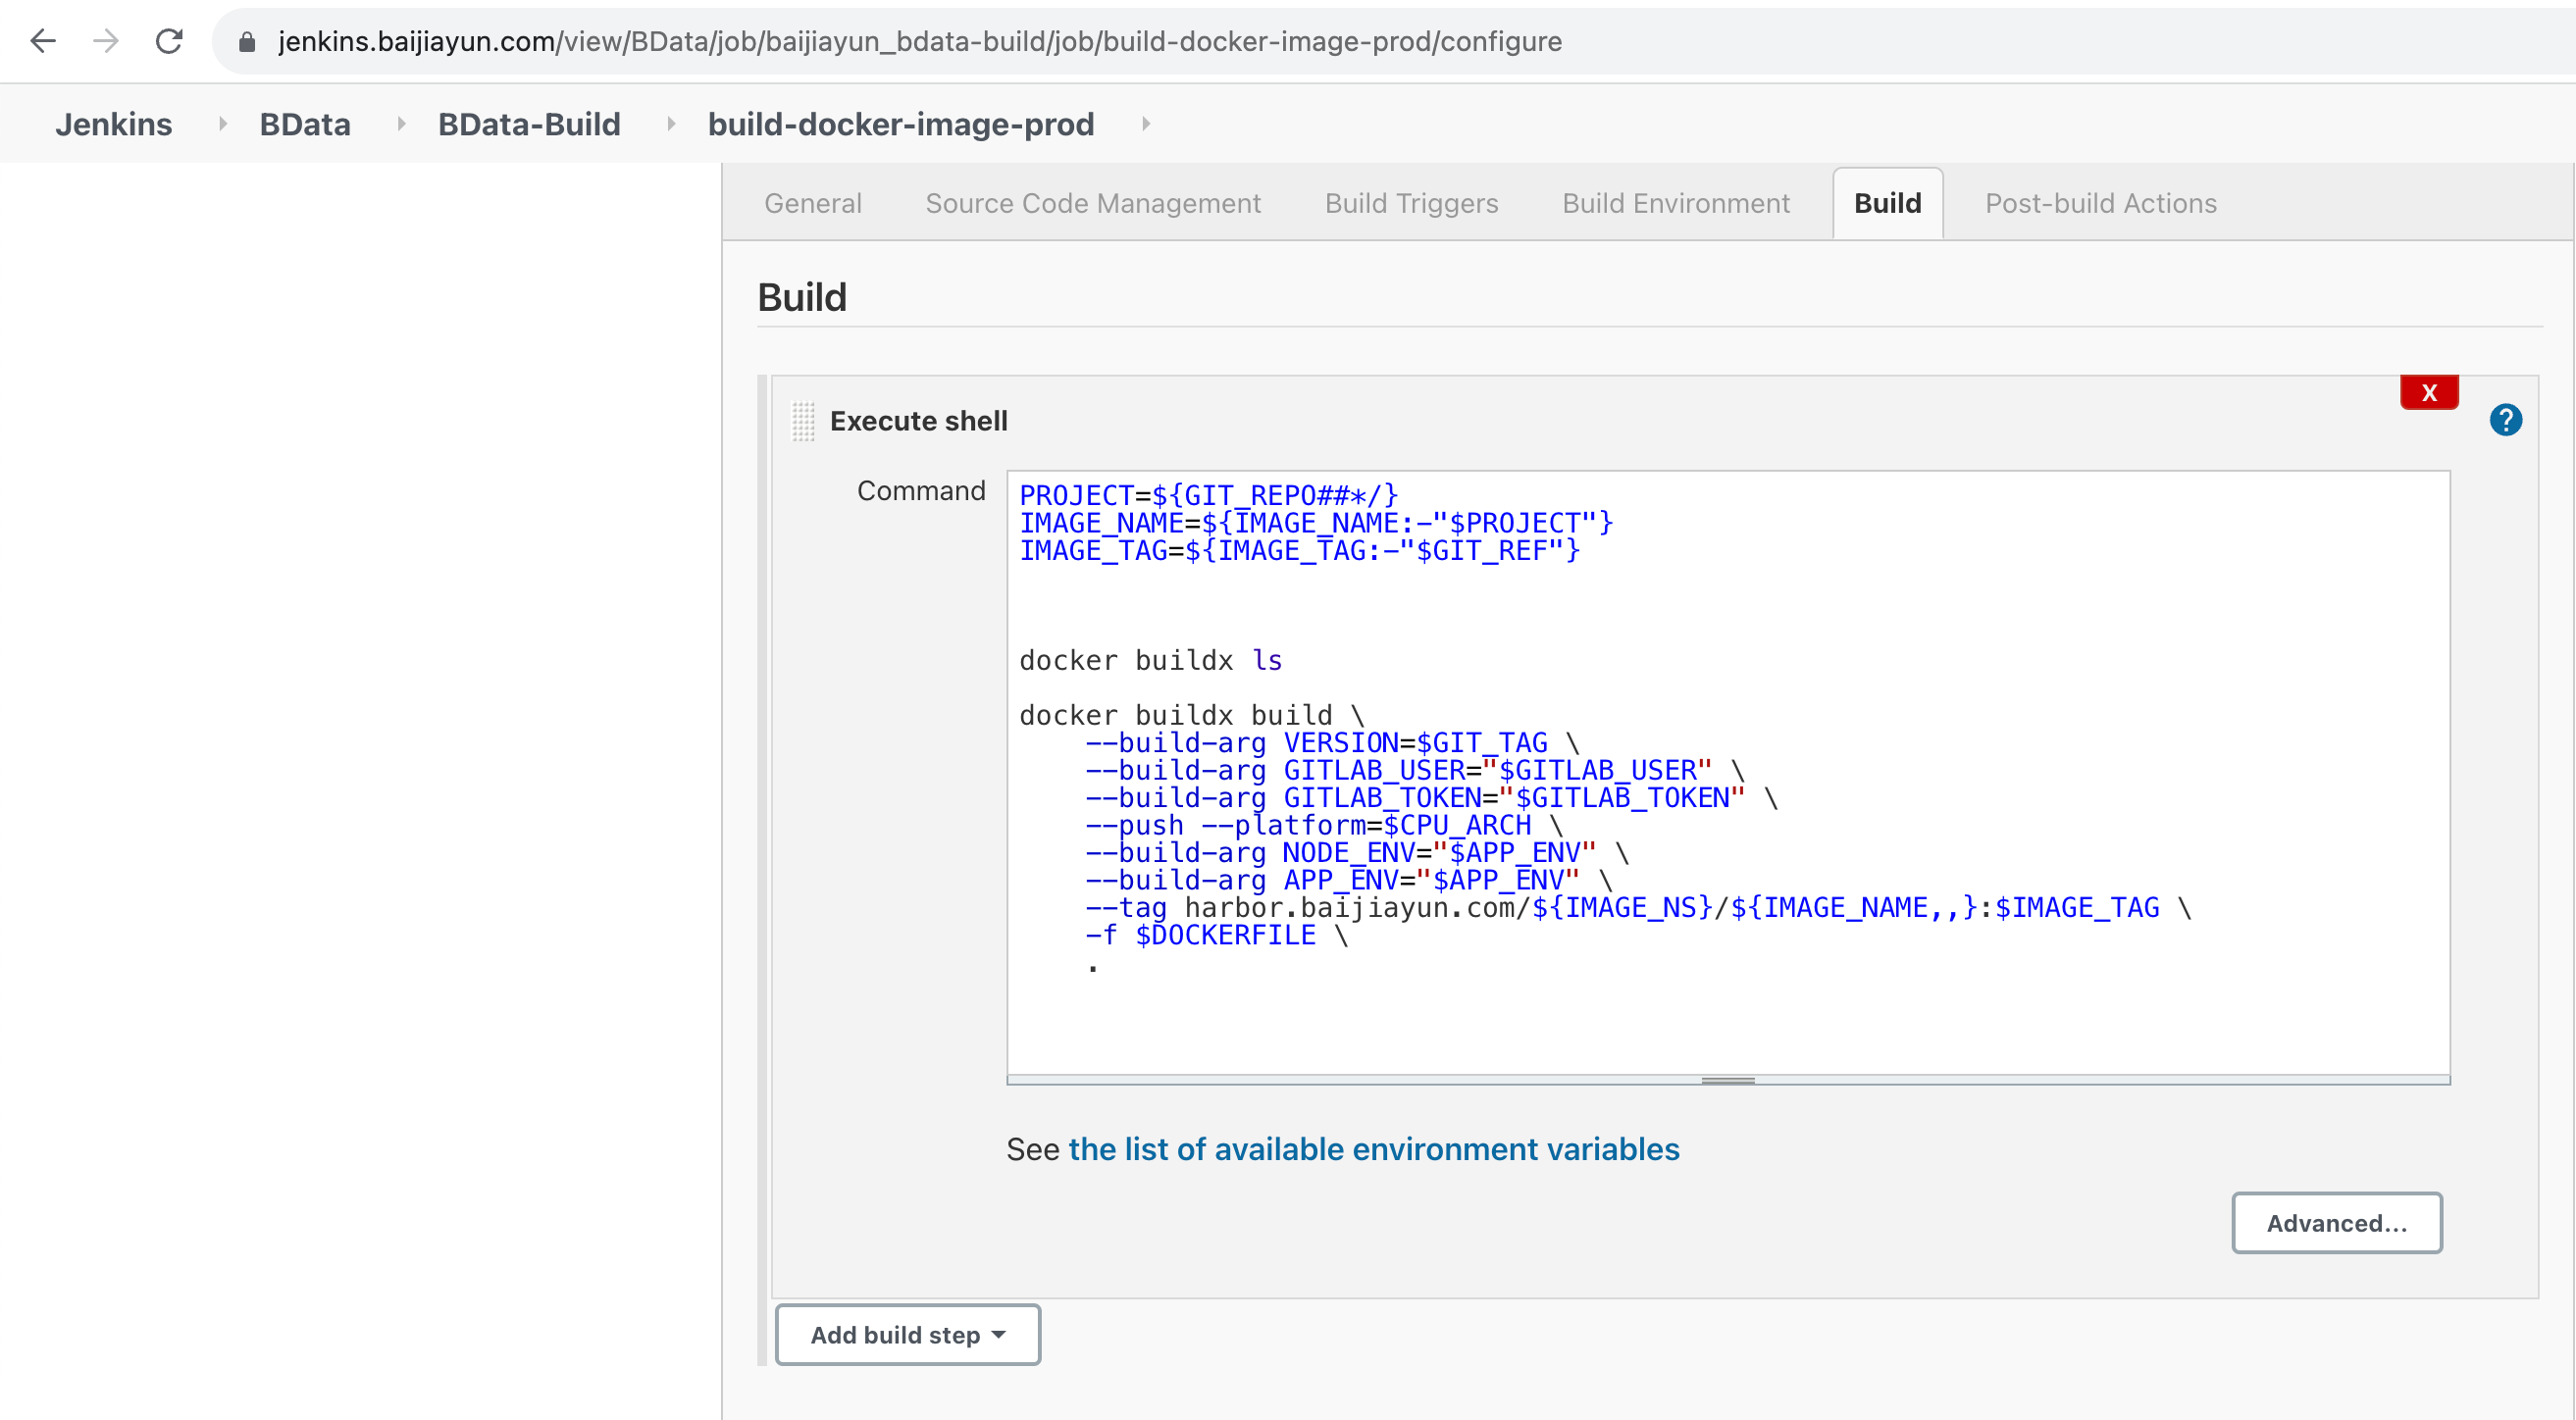 jenkins.baijiayun.com/view/BData/job/baijiayun_bdata-build/job/build-docker-image-prod/configure
Jenkins BData BData-Build build-docker-image-prod
General Source Code Management Build Triggers Build Environment Build Post-build Actions
Build
X
Execute shell
?
Command
PROJECT=${GIT_REPO##*/}
IMAGE_NAME=${IMAGE_NAME:-"$PROJECT"}
IMAGE_TAG=${IMAGE_TAG:-"$GIT_REF"}
docker buildx ls
docker buildx build \
--build-arg VERSION=$GIT_TAG \
--build-arg GITLAB_USER="$GITLAB_USER" \
--build-arg GITLAB_TOKEN="$GITLAB_TOKEN" \
--push --platform=$CPU_ARCH \
--build-arg NODE_ENV="$APP_ENV" \
--build-arg APP_ENV="$APP_ENV" \
--tag harbor.baijiayun.com/${IMAGE_NS}/${IMAGE_NAME,,}:$IMAGE_TAG \
-f $DOCKERFILE \
.
See the list of available environment variables
Advanced...
Add build step